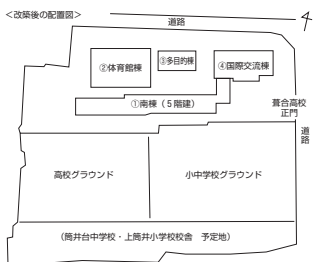 <改築後の配置図>
道路
②体育館棟
③多目的棟
④国際交流棟
①南棟（5階建）
葺合高校
正門
道路
高校グラウンド
小中学校グラウンド
（筒井台中学校・上筒井小学校校舎　予定地）